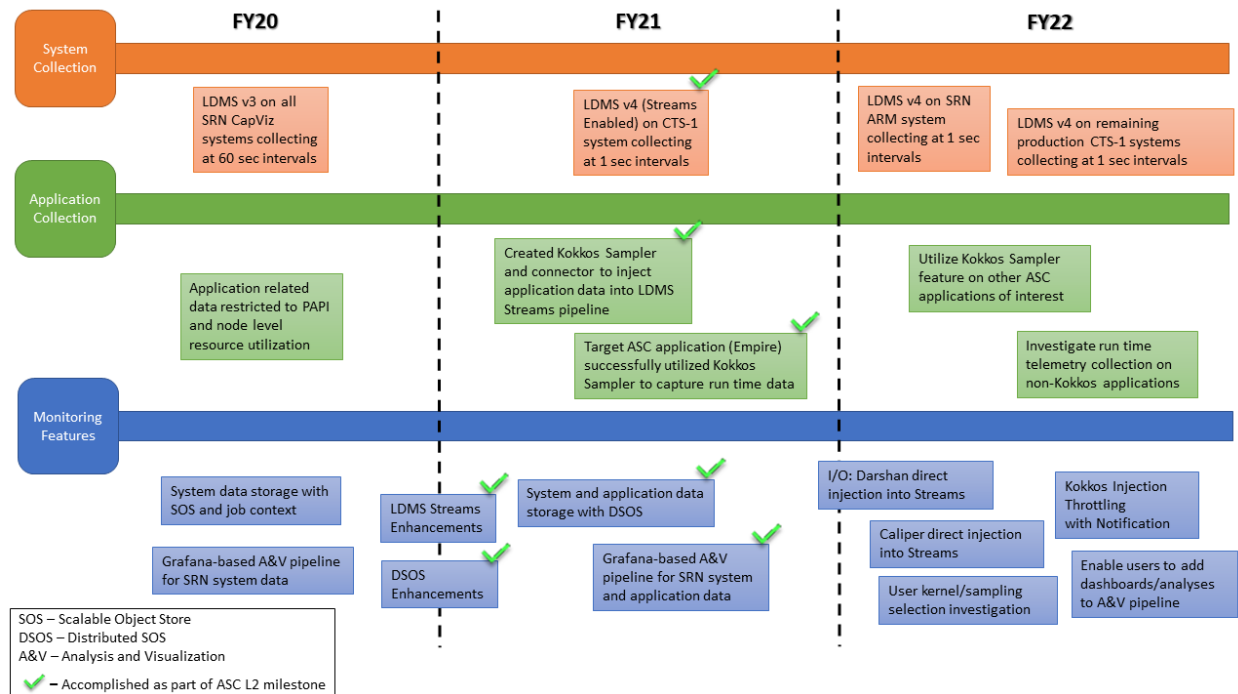 FY20
FY21
FY22
System
Collection
LDMS v3 on all
SRN CapViz
systems collecting
at 60 sec intervals
LDMS v4 (Streams
Enabled) on CTS-1
system collecting
at 1 sec intervals
LDMS v4 on SRN
ARM system
collecting at 1 sec
intervals
LDMS v4 on remaining
production CTS-1 systems
collecting at 1 sec intervals
Application
Collection
Application related
data restricted to PAPI
and node level
resource utilization
Created Kokkos Sampler
and connector to inject
application data into LDMS
Streams pipeline
Target ASC application (Empire)
successfully utilized Kokkos
Sampler to capture run time data
Utilize Kokkos Sampler
feature on other ASC
applications of interest
Investigate run time
telemetry collection on
non-Kokkos applications
Monitoring
Features
System data storage with
SOS and job context
Grafana-based A&V pipeline
for SRN system data
LDMS Streams
Enhancements
DSOS
Enhancements
System and application data
storage with DSOS
Grafana-based A&V
pipeline for SRN system
and application data
I/O: Darshan direct
injection into Streams
Caliper direct injection
into Streams
User kernel/sampling
selection investigation
Kokkos Injection
Throttling
with Notification
Enable users to add
dashboards/analyses
to A&V pipeline
SOS – Scalable Object Store
DSOS – Distributed SOS
A&V – Analysis and Visualization
– Accomplished as part of ASC L2 milestone